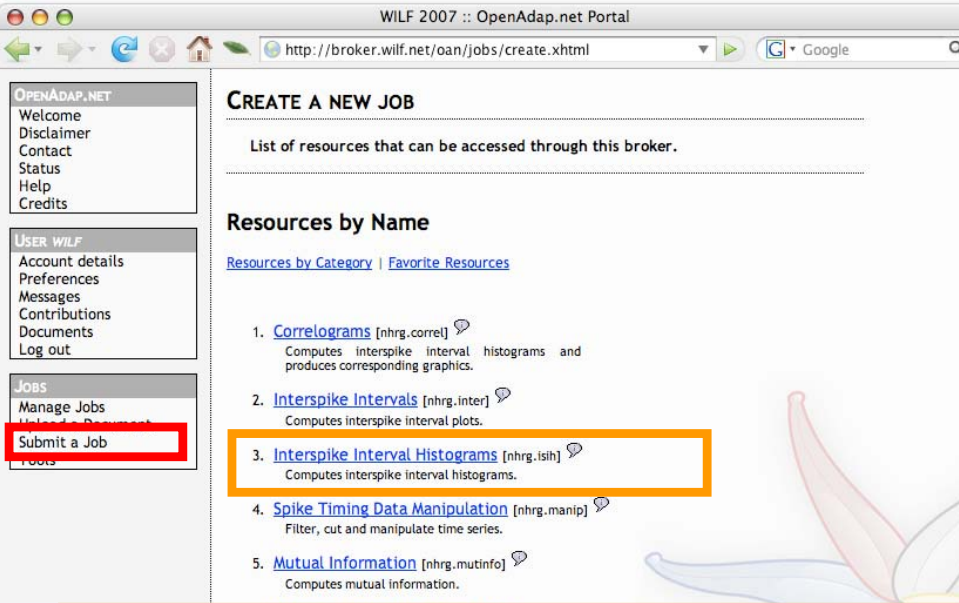 WILF 2007 :: OpenAdap.net Portal
http://broker.wilf.net/oan/jobs/create.xhtml
G Google
OPENADAP.NET
Welcome
Disclaimer
Contact
Status
Help
Credits
USER WILF
Account details
Preferences
Messages
Contributions
Documents
Log out
JOBS
Manage Jobs
Upload a Document
Submit a Job
Tools
CREATE A NEW JOB
List of resources that can be accessed through this broker.
Resources by Name
Resources by Category | Favorite Resources
1. Correlograms [nhrg.correl]
Computes interspike interval histograms and
produces corresponding graphics.
2. Interspike Intervals [nhrg.inter]
Computes interspike interval plots.
3. Interspike Interval Histograms [nhrg.isih]
Computes interspike interval histograms.
4. Spike Timing Data Manipulation [nhrg.manip]
Filter, cut and manipulate time series.
5. Mutual Information [nhrg.mutinfo]
Computes mutual information.